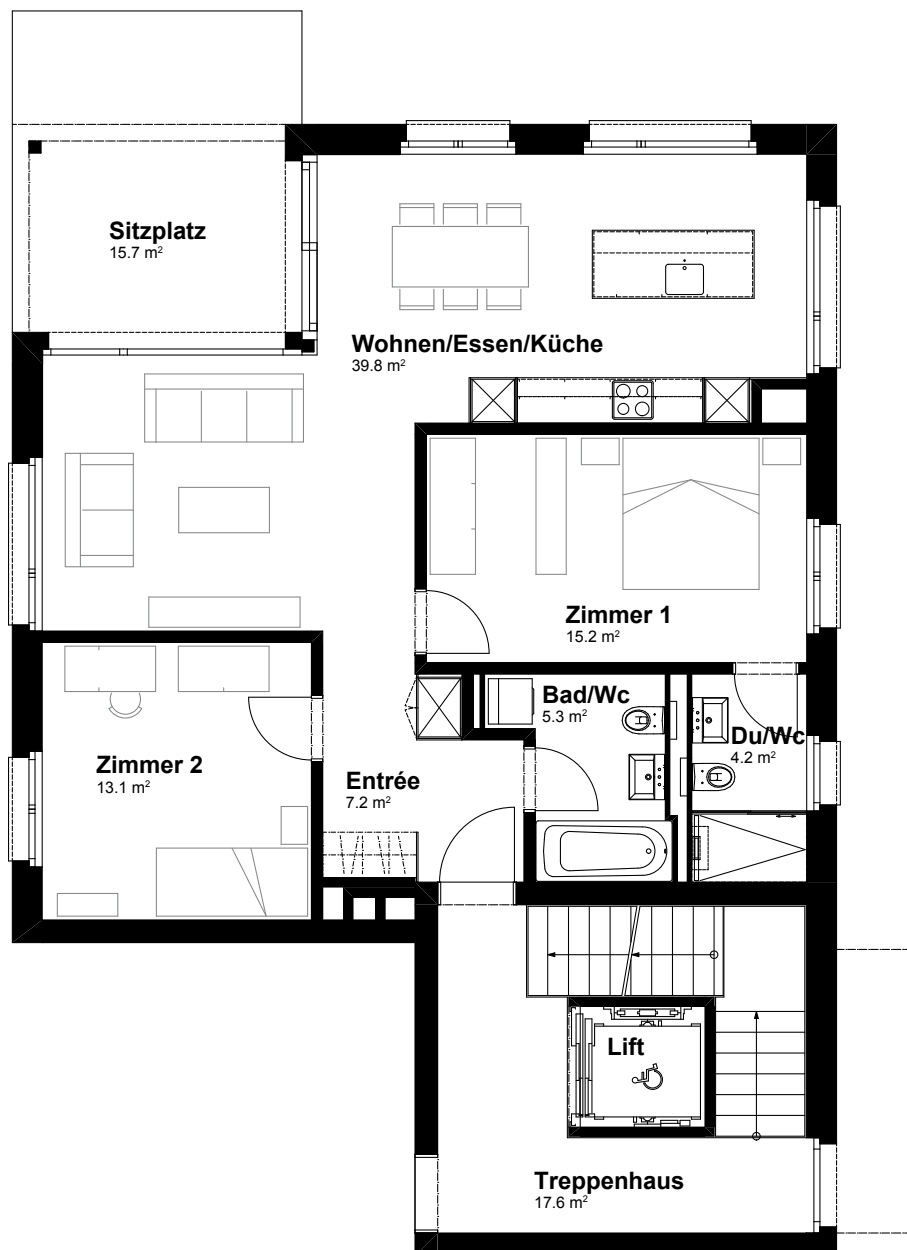 Sitzplatz
15.7 m²
Wohnen/Essen/Küche
39.8 m²
Zimmer 1
15.2 m²
Bad/Wc
5.3 m²
Du/Wc
4.2 m²
Zimmer 2
13.1 m²
Entrée
7.2 m²
Lift
Treppenhaus
17.6 m²